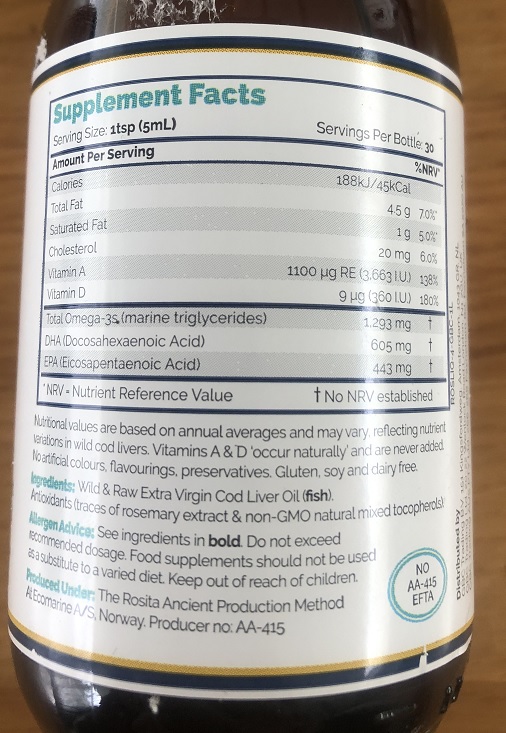 Supplement Facts
Serving Size: 1tsp (5mL) Servings Per Bottle: 30
Amount Per Serving %NRV*
Calories 188kJ/45kCal
Total Fat 45g 7.0%*
Saturated Fat 1g 5.0%*
Cholesterol 20 mg 6.0%
Vitamin A 1100 µg RE (3,663 I.U.) 138%
Vitamin D 9 µg (360 I.U.) 180%
Total Omega-3s (marine triglycerides) 1,293 mg †
DHA (Docosahexaenoic Acid) 605 mg †
EPA (Eicosapentaenoic Acid) 443 mg †
*NRV = Nutrient Reference Value † No NRV established
Nutritional values are based on annual averages and may vary, reflecting nutrient
variations in wild cod livers. Vitamins A & D 'occur naturally' and are never added.
No artificial colours, flavourings, preservatives. Gluten, soy and dairy free.
Ingredients: Wild & Raw Extra Virgin Cod Liver Oil (fish).
Antioxidants (traces of rosemary extract & non-GMO natural mixed tocopherols)
Allergen Advice: See ingredients in bold. Do not exceed
recommended dosage. Food supplements should not be used
as a substitute to a varied diet. Keep out of reach of children.
Produced Under: The Rosita Ancient Production Method
At Ecomarine A/S, Norway. Producer no: AA-415
NO
AA-415
EFTA
Distributed by